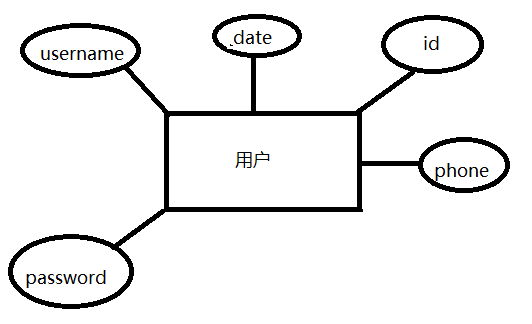 username
date
id
用户
phone
password